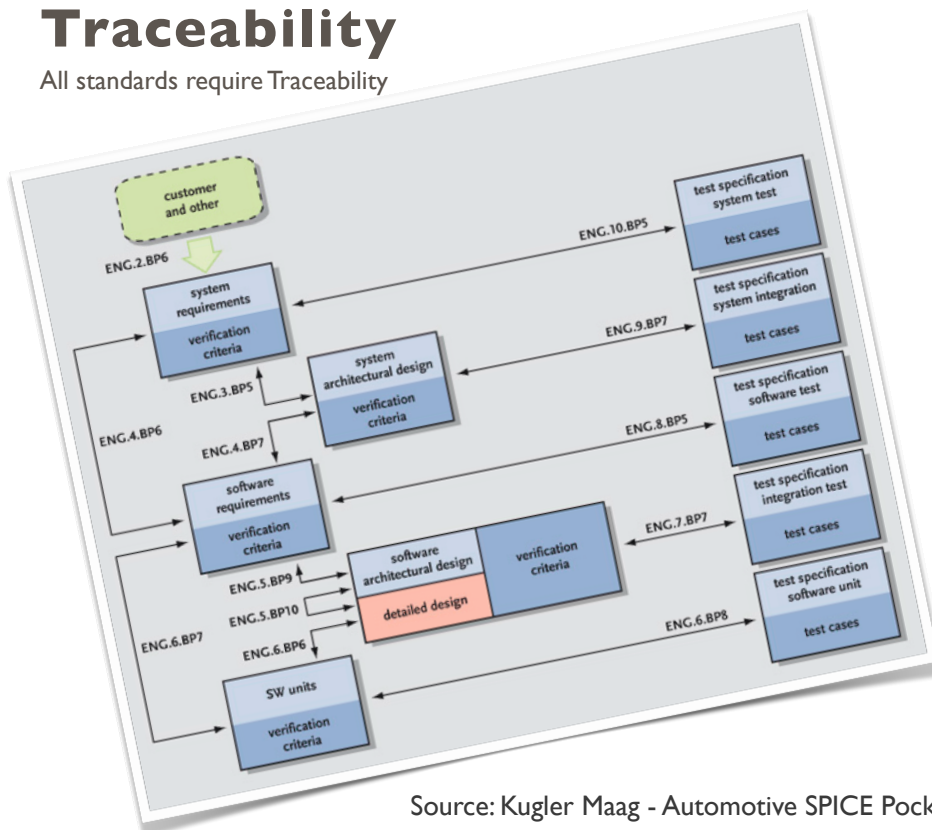 Traceability
All standards require Traceability
customer
and other
ENG.2.BP6
system
requirements
verification
criteria
ENG.3.BP5
system
architectural design
verification
criteria
ENG.4.BP6
ENG.4.BP7
software
requirements
verification
criteria
ENG.5.BP9
ENG.5.BP10
software
architectural design
detailed design
verification
criteria
ENG.6.BP7
ENG.6.BP6
SW units
verification
criteria
ENG.10.BP5
test specification
system test
test cases
ENG.9.BP7
test specification
system integration
test cases
ENG.8.BP5
test specification
software test
test cases
ENG.7.BP7
test specification
integration test
test cases
ENG.6.BP8
test specification
software unit
test cases
Source: Kugler Maag - Automotive SPICE Pock